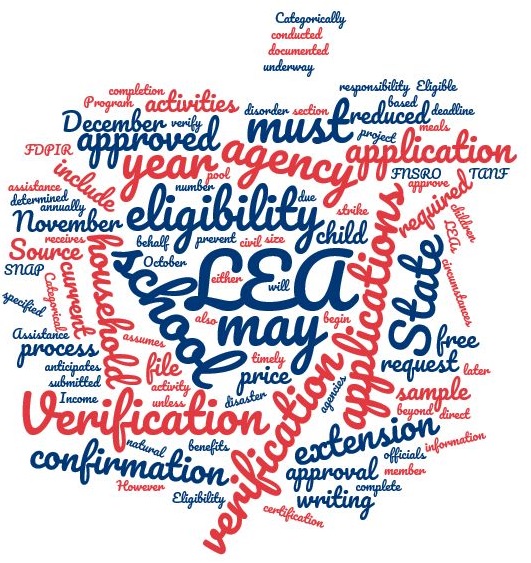 Categorically
conducted
documented
underway
completion
Program
activities
responsibility
Eligible
based
deadline
disorder
section
must
reduced
December
verify
approved
project
meals
FDPIR
year
agency
application
include
pool
FNSRO
TANF
approve
assistance
determined
annually
number
eligibility
due
strike
required
children
November
child
LEAs
receives
behalf
prevent
civil
size
Source
household
school
October
LEA
either
will
applications
State
circumstances
SNAP
current
Categorical
specified
also
may
begin
Assistance
process
assumes
timely
free
anticipates
file
price
request
later
submitted
activity
agencies
sample
Income
unless
disaster
beyond
direct
Verification
verification
extension
information
natural
benefits
officials
confirmation
approval
member
However
Eligibility
complete
writing
certification